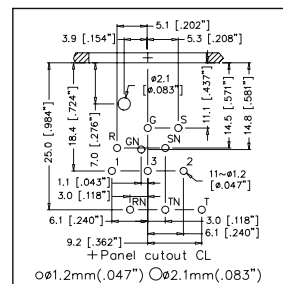 5.1 [.202"]
3.9 [.154"]
5.3 [.208"]
ø2.1
[ø.083"]
25.0 [.984"]
18.4 [.724"]
7.0 [.276"]
11.1 [.437"]
14.5 [.571"]
14.8 [.581"]
G S
R GN SN
1 3 2
11~ø1.2
[ø.047"]
1.1 [.043"]
3.0 [.118"]
RN TN T
6.1 [.240"]
3.0 [.118"]
6.1 [.240"]
9.2 [.362"]
Panel cutout CL
ø1.2mm(.047") ø2.1mm(.083")